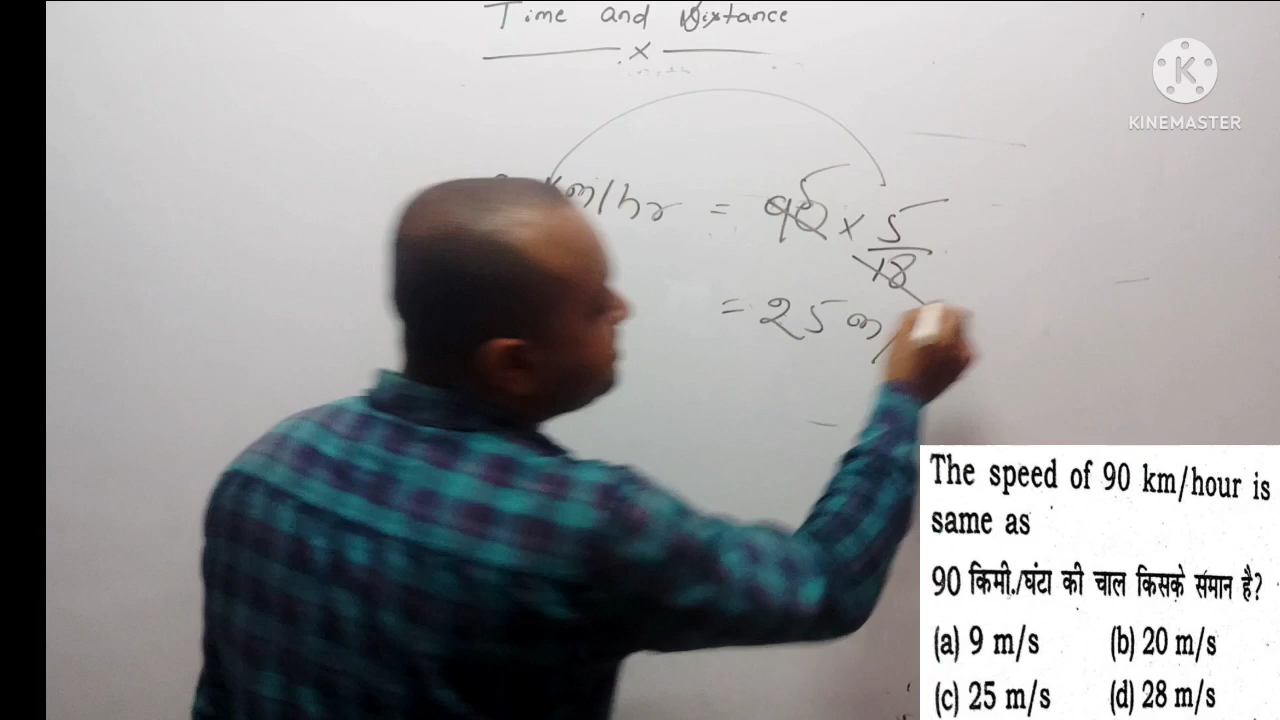 Time and Distance
x
KINEMASTER
m/hr = 90 5 × 5/18
= 25 m/
The speed of 90 km/hour is
same as
90 किमी./घंटा की चाल किसके समान है?
(a) 9 m/s (b) 20 m/s
(c) 25 m/s (d) 28 m/s